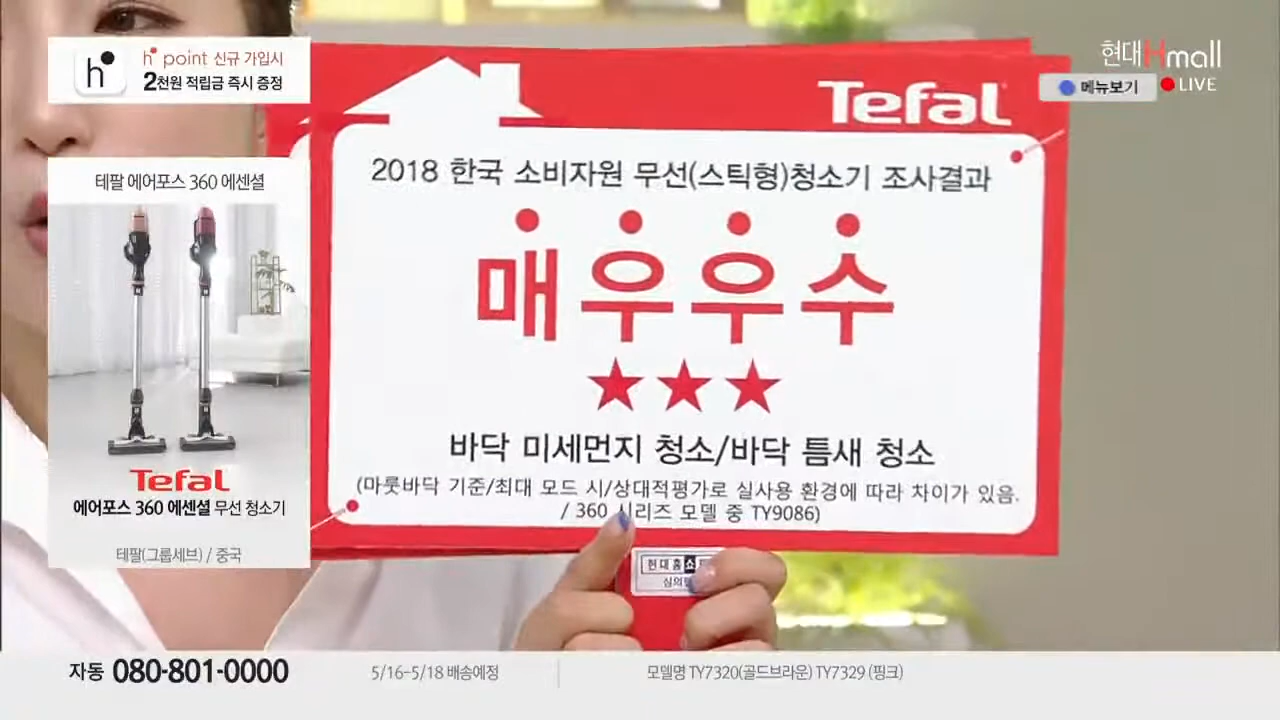 h
h point 신규 가입시
2천원 적립금 즉시 증정
현대Hmall
메뉴보기
LIVE
테팔 에어포스 360 에센셜
Tefal
에어포스 360 에센셜 무선 청소기
테팔(그룹세브) / 중국
Tefal
2018 한국 소비자원 무선(스틱형)청소기 조사결과
매우우수
★★★
바닥 미세먼지 청소/바닥 틈새 청소
(마룻바닥 기준/최대 모드 시/상대적평가로 실사용 환경에 따라 차이가 있음.
/ 360 시리즈 모델 중 TY9086)
현대홈쇼
심의
자동 080-801-0000
5/16-5/18 배송예정
모델명 TY7320(골드브라운) TY7329 (핑크)